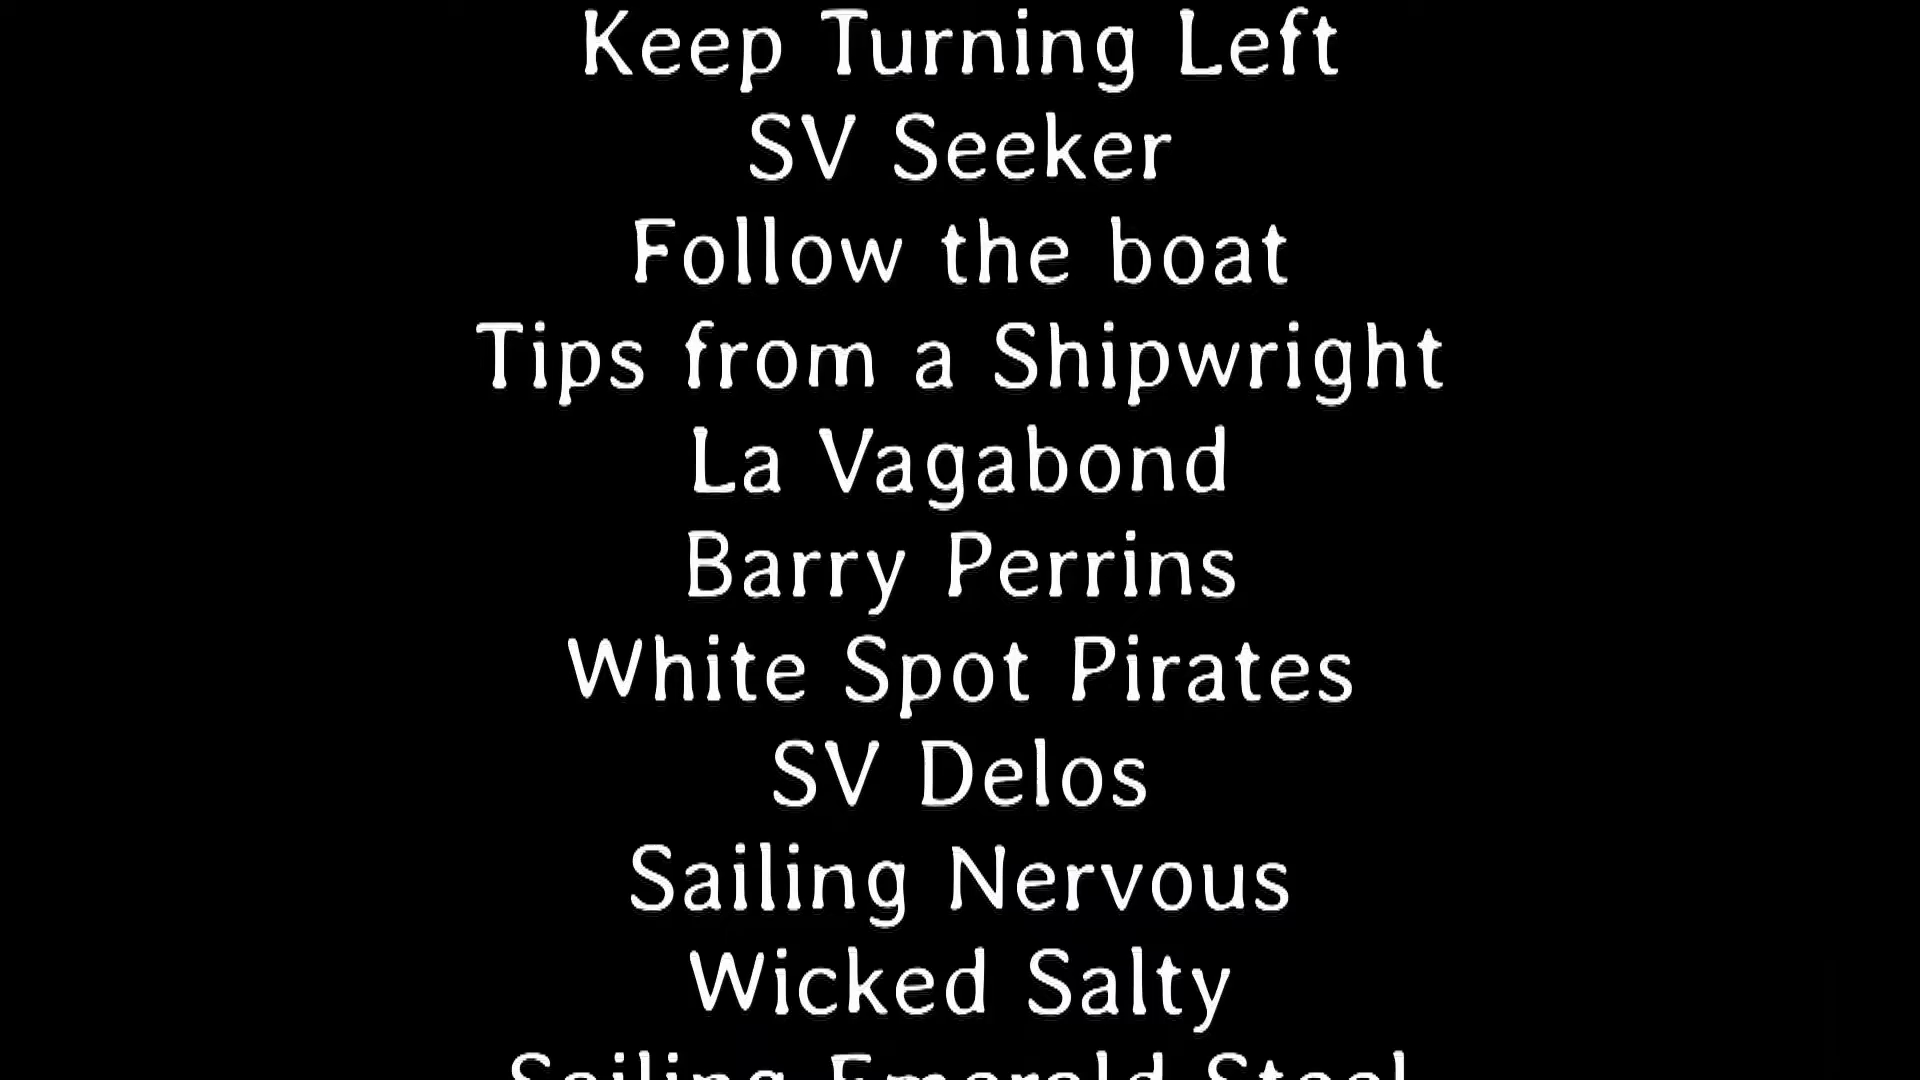 Keep Turning Left
SV Seeker
Follow the boat
Tips from a Shipwright
La Vagabond
Barry Perrins
White Spot Pirates
SV Delos
Sailing Nervous
Wicked Salty
Sailing Emerald Steel